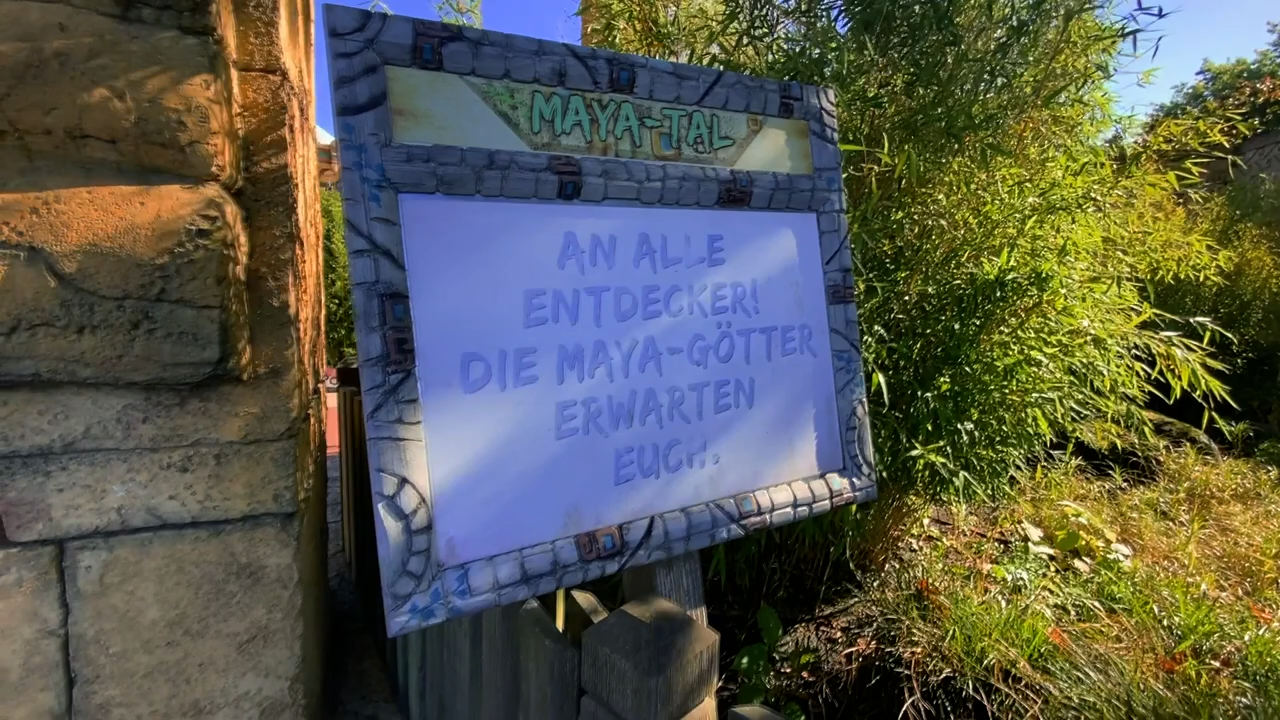 MAYA-TAL
AN ALLE
ENTDECKER!
DIE MAYA-GÖTTER
ERWARTEN
EUCH.